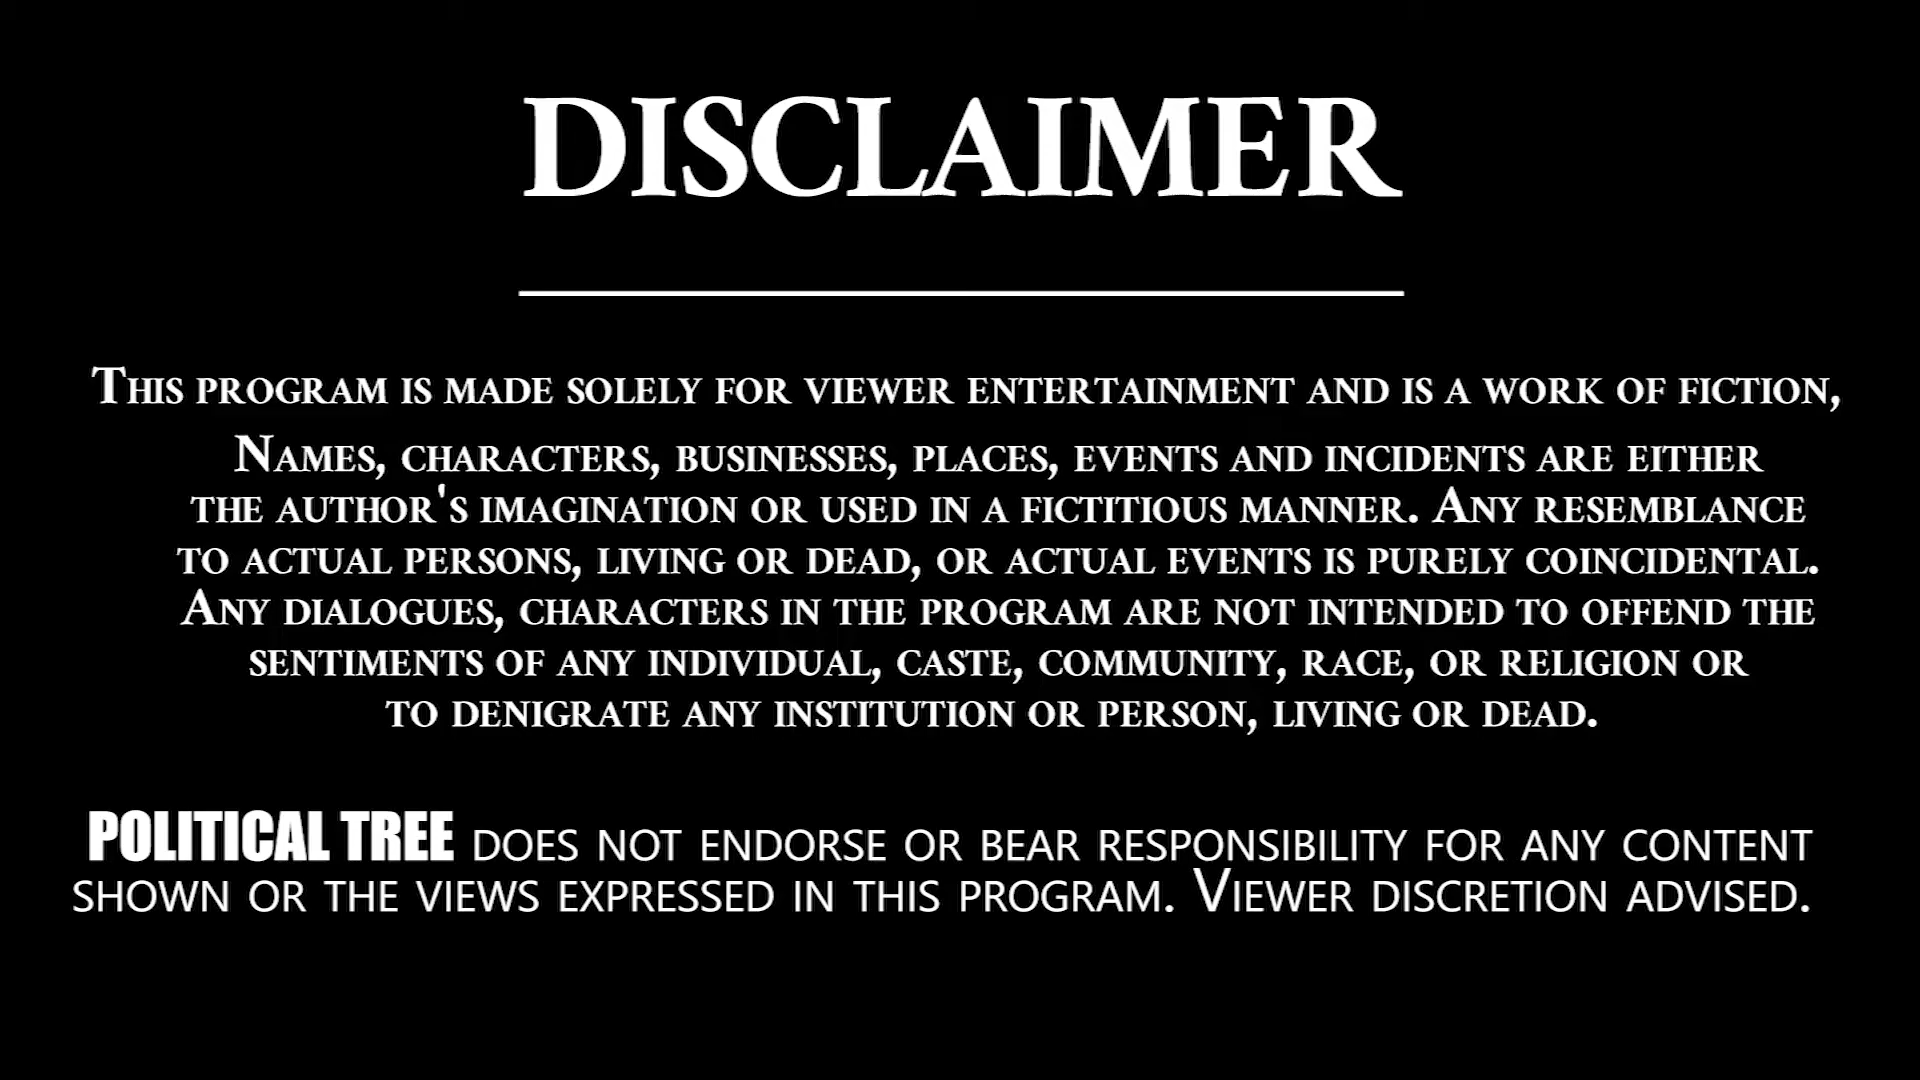 DISCLAIMER
This program is made solely for viewer entertainment and is a work of fiction,
Names, characters, businesses, places, events and incidents are either
the author's imagination or used in a fictitious manner. Any resemblance
to actual persons, living or dead, or actual events is purely coincidental.
Any dialogues, characters in the program are not intended to offend the
sentiments of any individual, caste, community, race, or religion or
to denigrate any institution or person, living or dead.
POLITICAL TREE does not endorse or bear responsibility for any content
shown or the views expressed in this program. Viewer discretion advised.